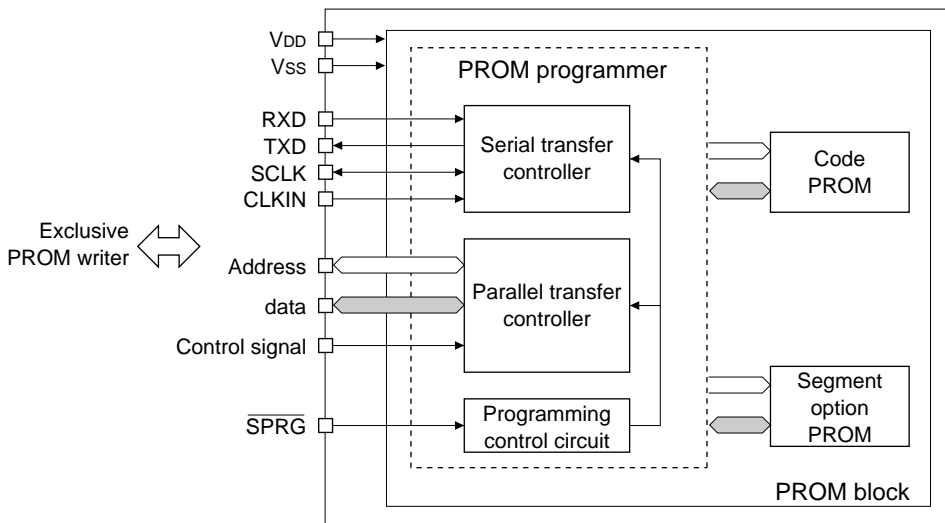 VDD
VSS
PROM programmer
RXD
TXD
SCLK
CLKIN
Serial transfer
controller
Code
PROM
Exclusive
PROM writer
Address
data
Control signal
Parallel transfer
controller
SPRG
Programming
control circuit
Segment
option
PROM
PROM block